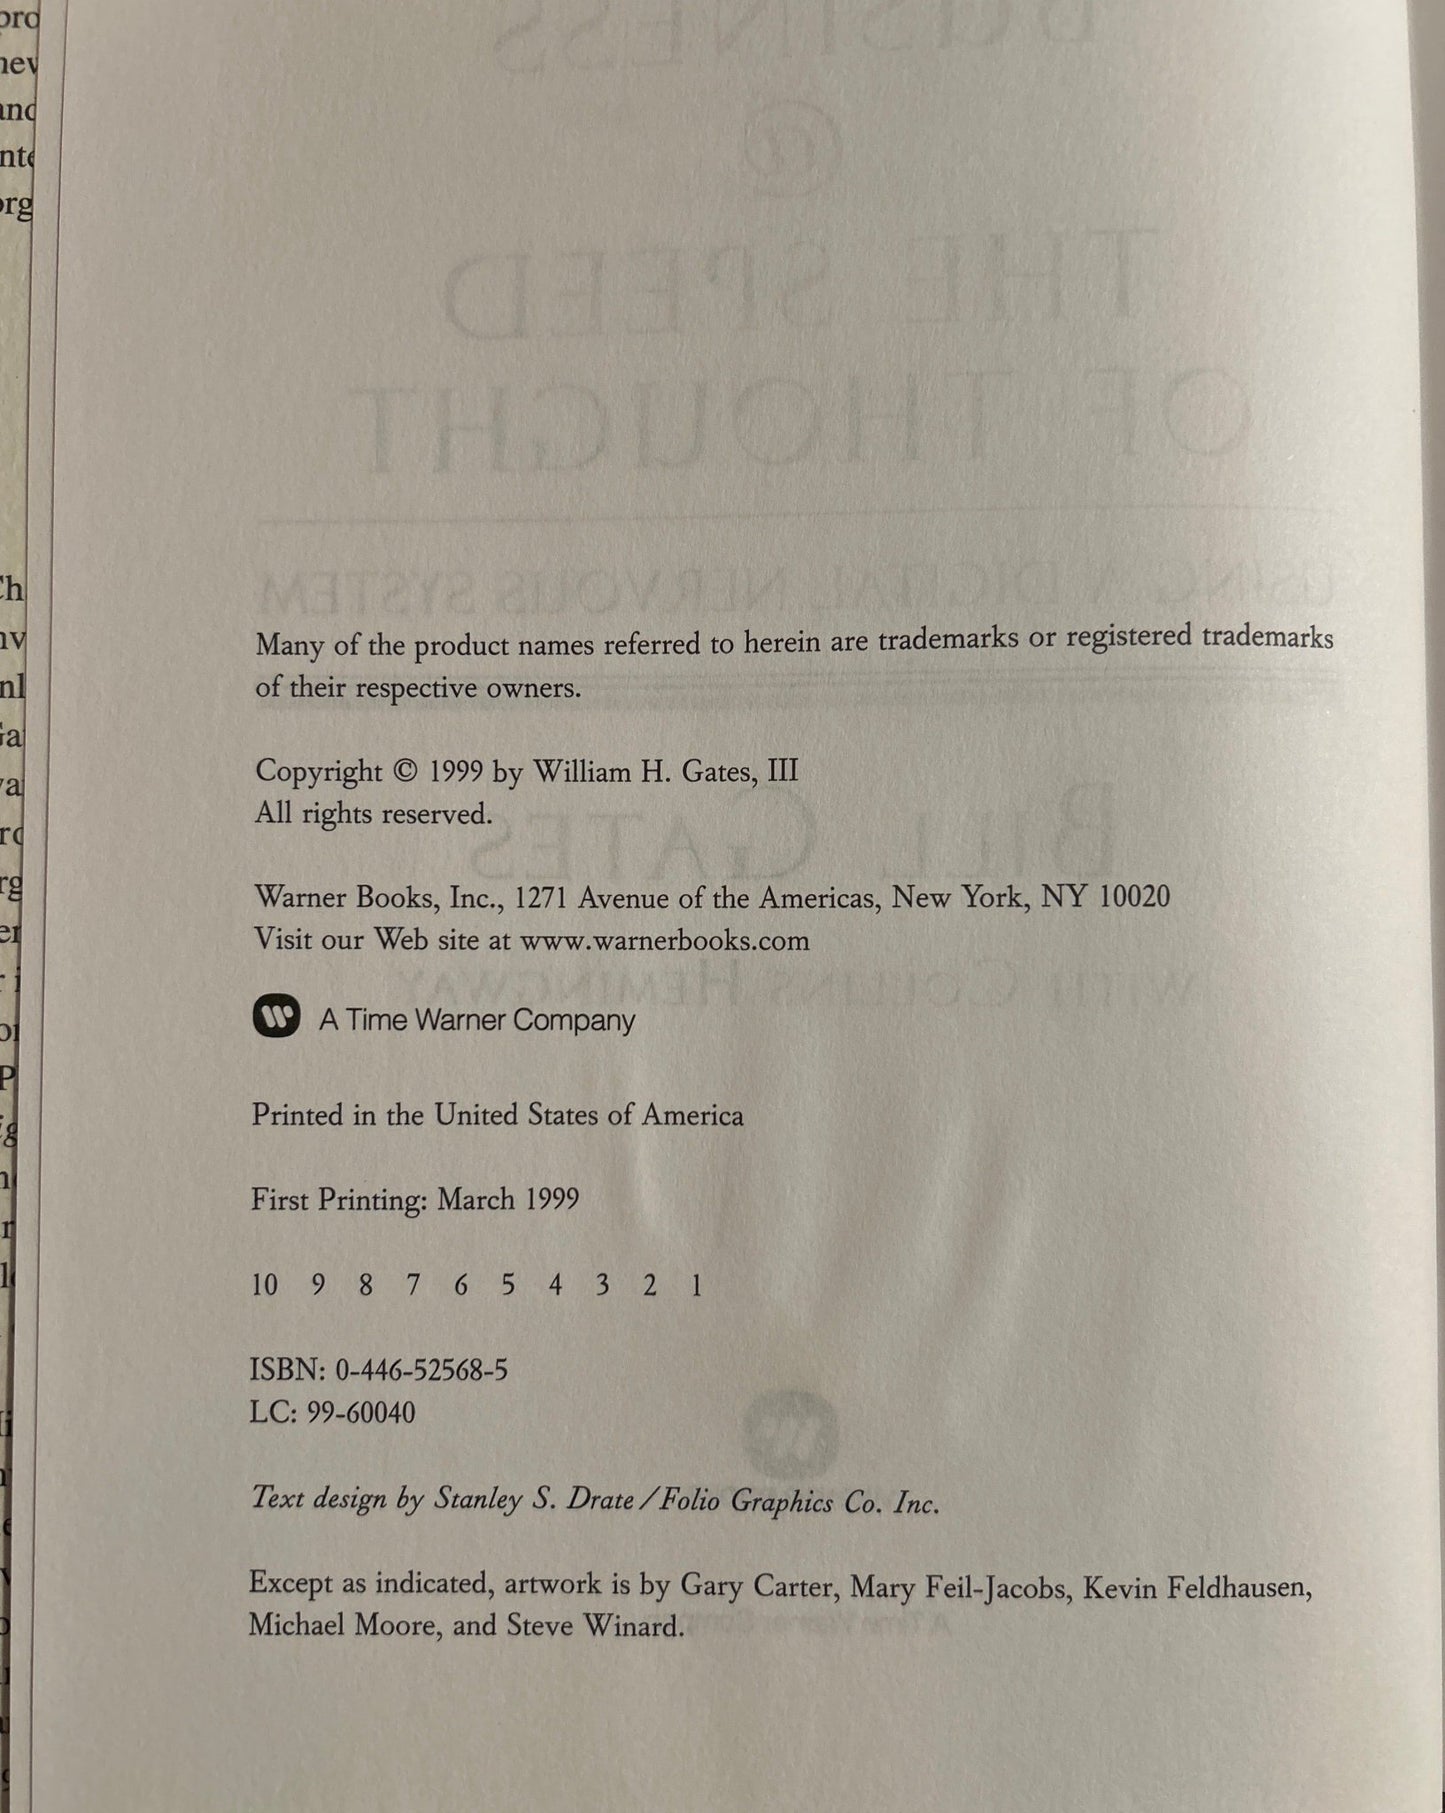 Many of the product names referred to herein are trademarks or registered trademarks
of their respective owners.
Copyright © 1999 by William H. Gates, III
All rights reserved.
Warner Books, Inc., 1271 Avenue of the Americas, New York, NY 10020
Visit our Web site at www.warnerbooks.com
A Time Warner Company
Printed in the United States of America
First Printing: March 1999
10 9 8 7 6 5 4 3 2 1
ISBN: 0-446-52568-5
LC: 99-60040
Text design by Stanley S. Drate/Folio Graphics Co. Inc.
Except as indicated, artwork is by Gary Carter, Mary Feil-Jacobs, Kevin Feldhausen,
Michael Moore, and Steve Winard.